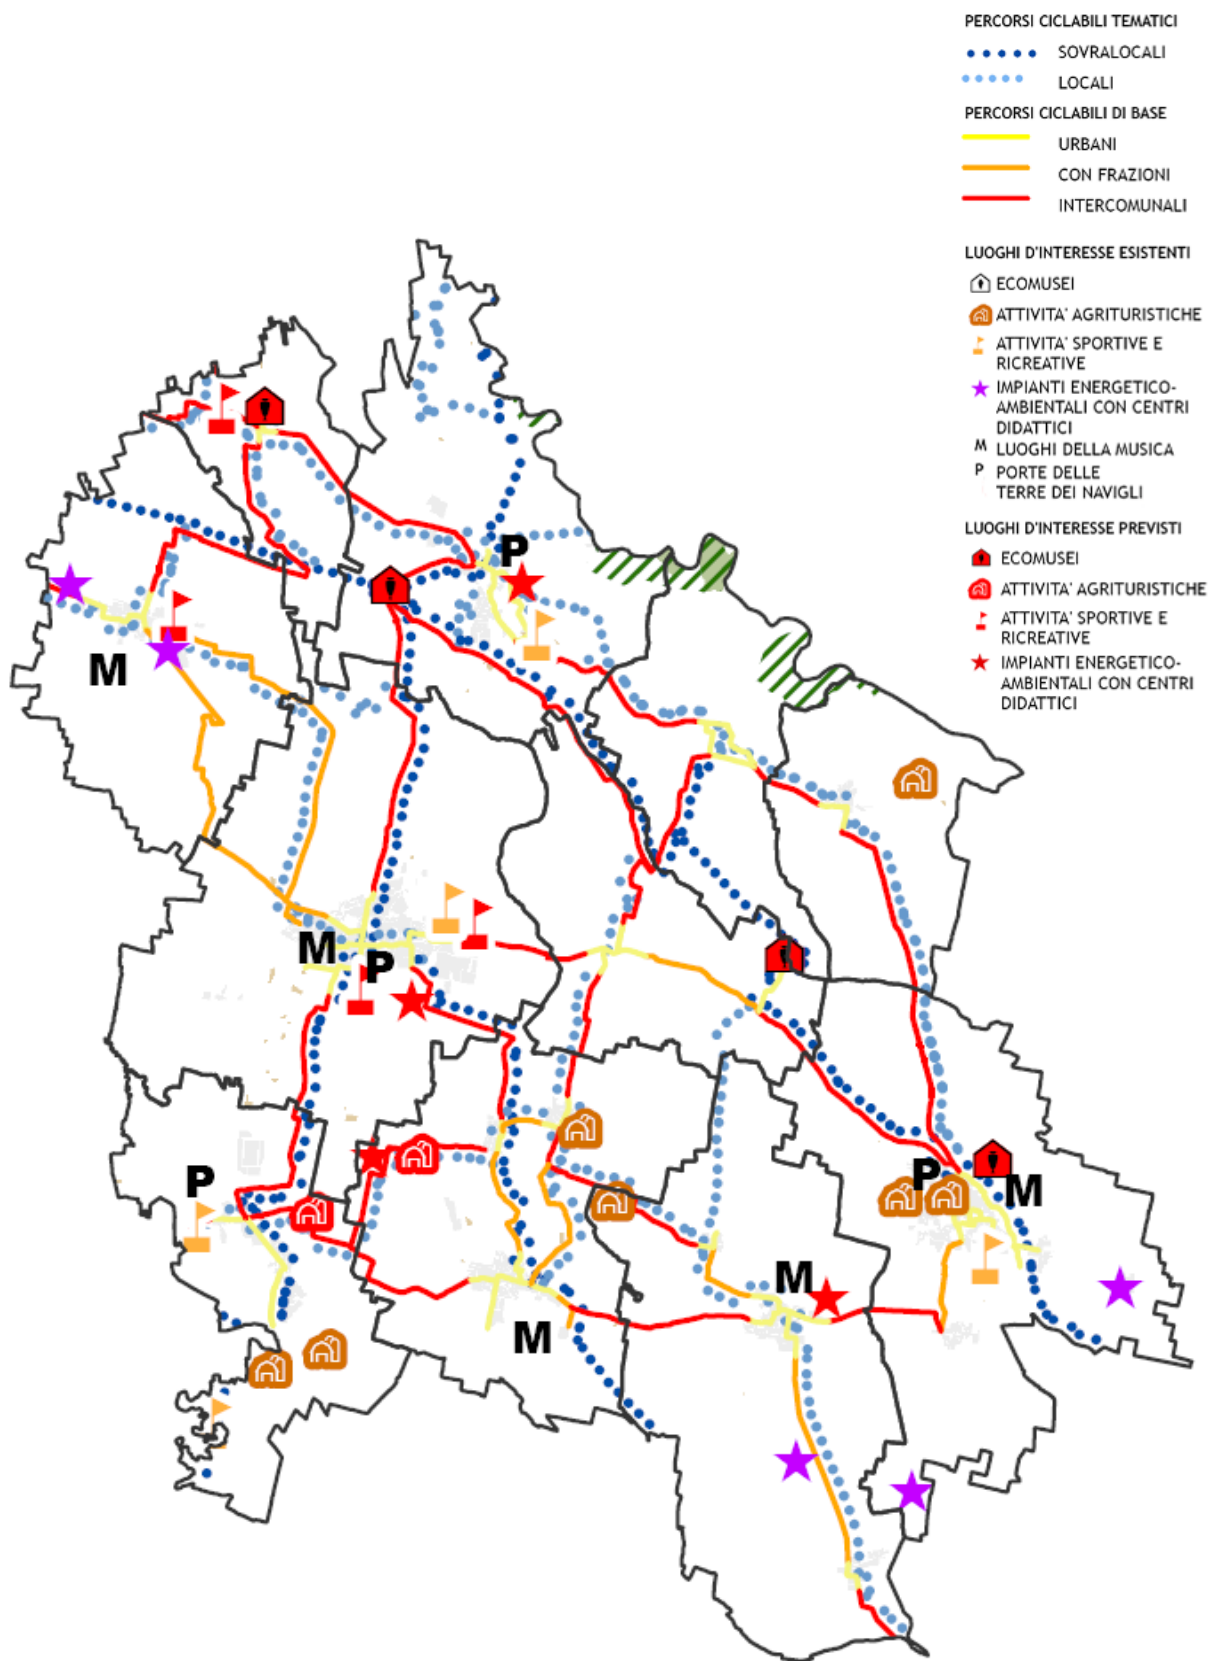 PERCORSI CICLABILI TEMATICI
SOVRALOCALI
LOCALI
PERCORSI CICLABILI DI BASE
URBANI
CON FRAZIONI
INTERCOMUNALI
LUOGHI D'INTERESSE ESISTENTI
ECOMUSEI
ATTIVITA' AGRITURISTICHE
ATTIVITA' SPORTIVE E
RICREATIVE
IMPIANTI ENERGETICO-
AMBIENTALI CON CENTRI
DIDATTICI
M LUOGHI DELLA MUSICA
P PORTE DELLE
TERRE DEI NAVIGLI
LUOGHI D'INTERESSE PREVISTI
ECOMUSEI
ATTIVITA' AGRITURISTICHE
ATTIVITA' SPORTIVE E
RICREATIVE
IMPIANTI ENERGETICO-
AMBIENTALI CON CENTRI
DIDATTICI
P
M
M
P
P
P
M
M
M